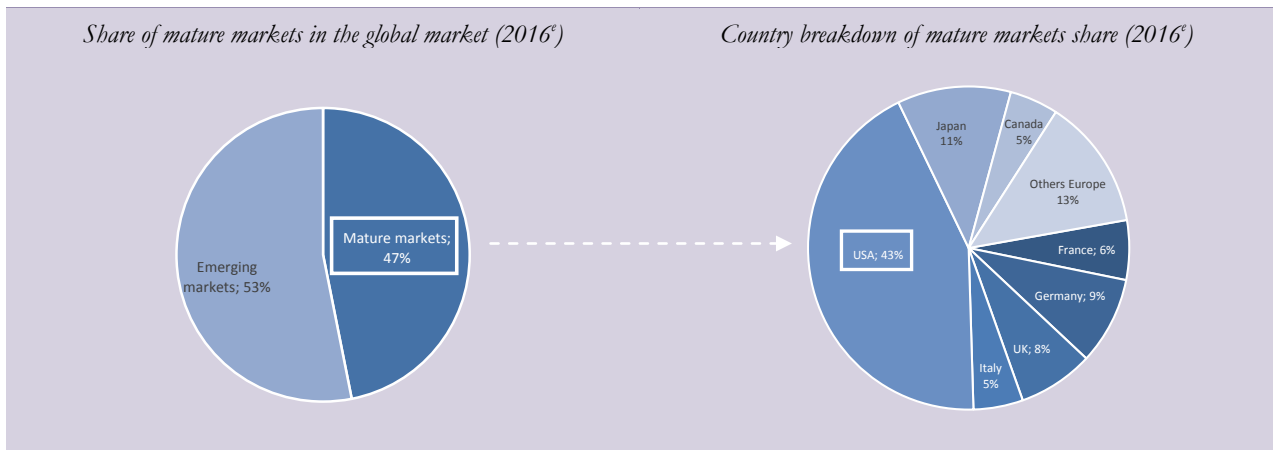 Share of mature markets in the global market (2016e)
Country breakdown of mature markets share (2016e)
Mature markets;
47%
Emerging
markets; 53%
Japan
11%
Canada
5%
Others Europe
13%
France; 6%
Germany; 9%
UK; 8%
Italy
5%
USA; 43%